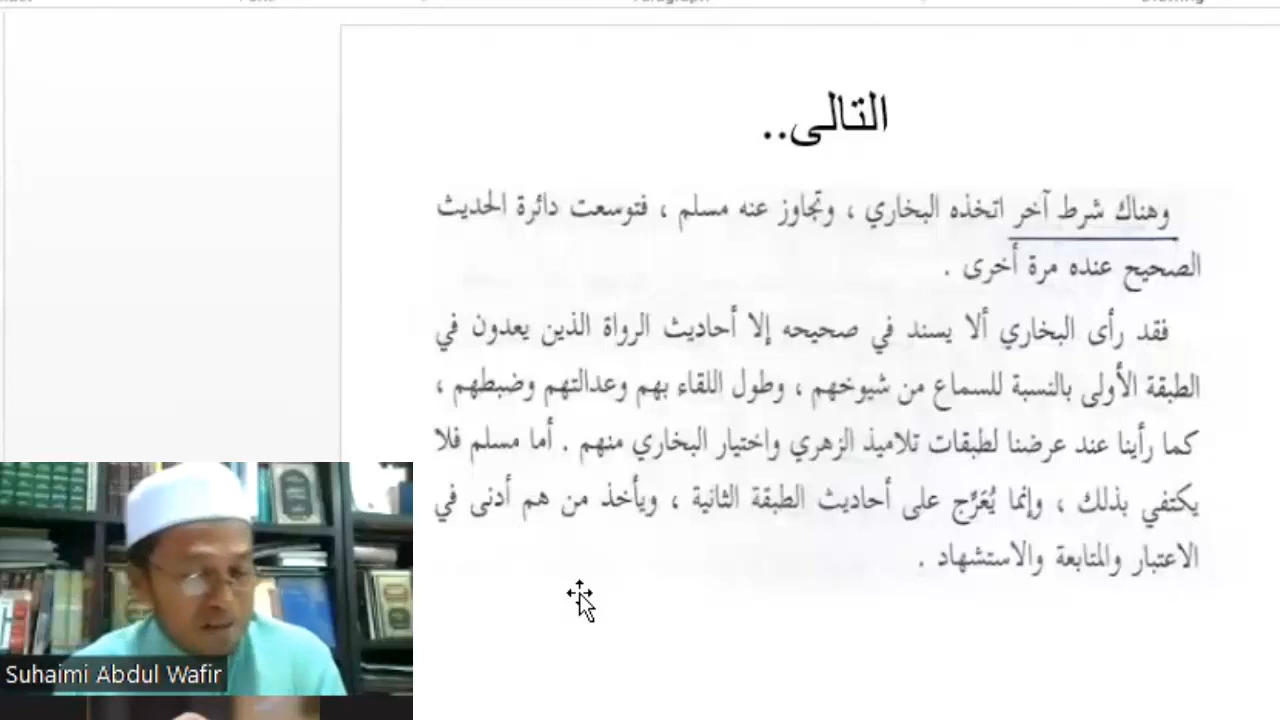 التالى..
وهناك شرط آخر اتخذه البخاري ، وتجاوز عنه مسلم ، فتوسعت دائرة الحديث
الصحيح عنده مرة أخرى .
فقد رأى البخاري ألا يسند في صحيحه إلا أحاديث الرواة الذين يعدون في
الطبقة الأولى بالنسبة للسماع من شيوخهم ، وطول اللقاء بهم وعدالتهم وضبطهم ،
كما رأينا عند عرضنا لطبقات تلاميذ الزهري واختيار البخاري منهم . أما مسلم فلا
يكتفي بذلك ، وإنما يُعَرِّج على أحاديث الطبقة الثانية ، ويأخذ من هم أدنى في
الاعتبار والمتابعة والاستشهاد .
Suhaimi Abdul Wafir